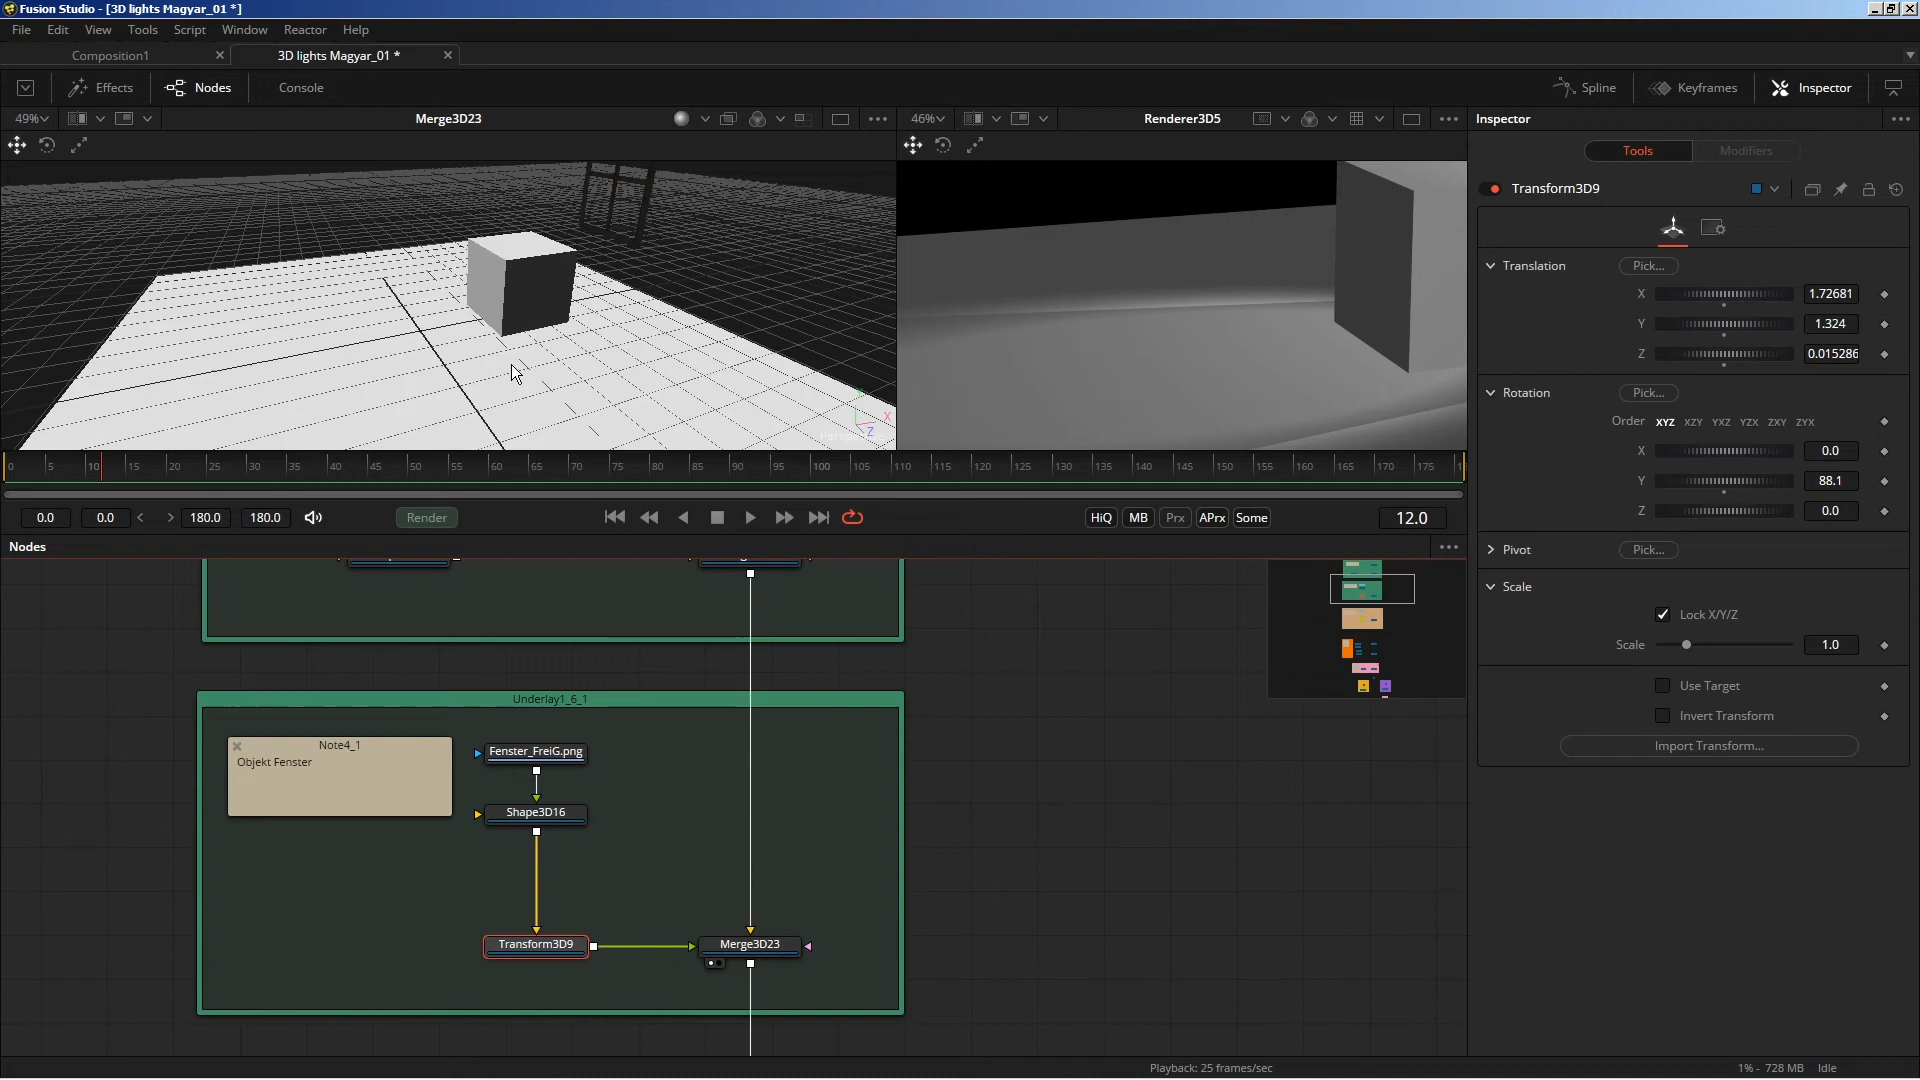 Fusion Studio - [3D lights Magyar_01 *]
File Edit View Tools Script Window Reactor Help
Composition1 3D lights Magyar_01 *
Effects Nodes Console Spline Keyframes Inspector
49% Merge3D23 46% Renderer3D5 Inspector
Tools Modifiers
Transform3D9
Translation Pick...
X 1.72681
Y 1.324
Z 0.015286
Rotation Pick...
Order XYZ XZY YXZ YZX ZXY ZYX
X 0.0
Y 88.1
Z 0.0
Pivot Pick...
Scale
Lock X/Y/Z
Scale 1.0
Use Target
Invert Transform
Import Transform...
X
Z
0 5 10 15 20 25 30 35 40 45 50 55 60 65 70 75 80 85 90 95 100 105 110 115 120 125 130 135 140 145 150 155 160 165 170 175
0.0 0.0 180.0 180.0 Render HiQ MB Prx APrx Some 12.0
Nodes
Underlay1_6_1
Note4_1
Objekt Fenster
Fenster_FreiG.png
Shape3D16
Transform3D9 Merge3D23
Playback: 25 frames/sec 1% - 728 MB Idle